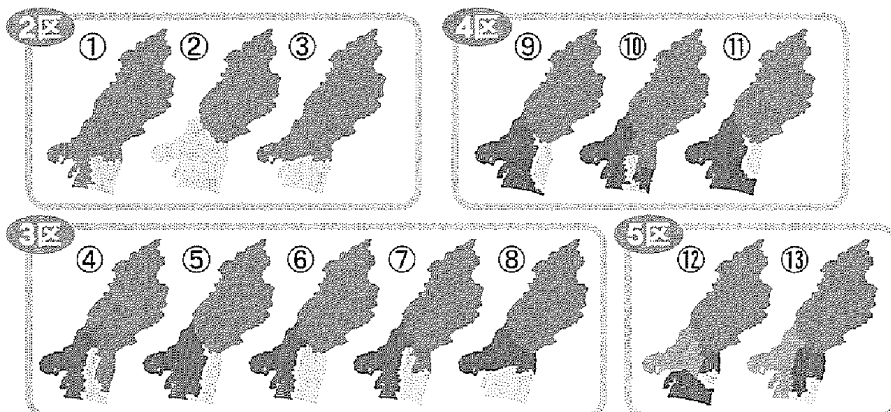 2区
① ② ③
4区
⑨ ⑩ ⑪
3区
④ ⑤ ⑥ ⑦ ⑧
5区
⑫ ⑬